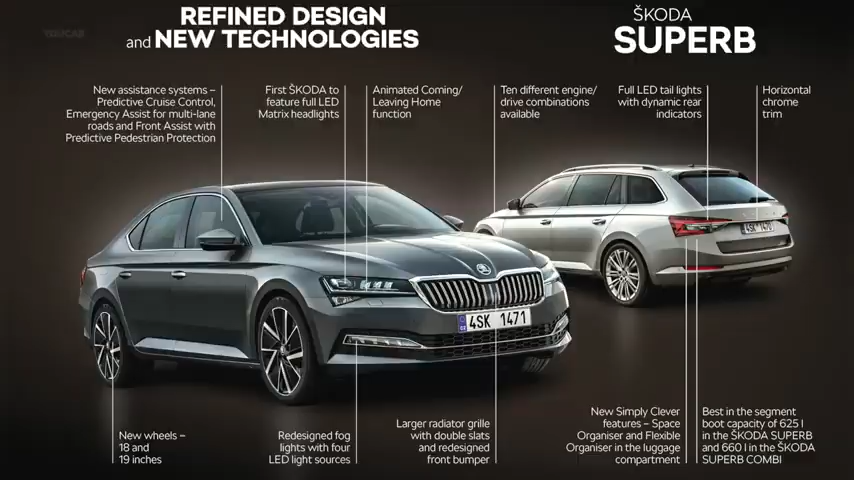 REFINED DESIGN
and NEW TECHNOLOGIES
ŠKODA
SUPERB
YOUCAR
New assistance systems –
Predictive Cruise Control,
Emergency Assist for multi-lane
roads and Front Assist with
Predictive Pedestrian Protection
First ŠKODA to
feature full LED
Matrix headlights
Animated Coming/
Leaving Home
function
Ten different engine/
drive combinations
available
Full LED tail lights
with dynamic rear
indicators
Horizontal
chrome
trim
4SK 1470
4SK 1471
New wheels –
18 and
19 inches
Redesigned fog
lights with four
LED light sources
Larger radiator grille
with double slats
and redesigned
front bumper
New Simply Clever
features – Space
Organiser and Flexible
Organiser in the luggage
compartment
Best in the segment
boot capacity of 625 l
in the ŠKODA SUPERB
and 660 l in the ŠKODA
SUPERB COMBI